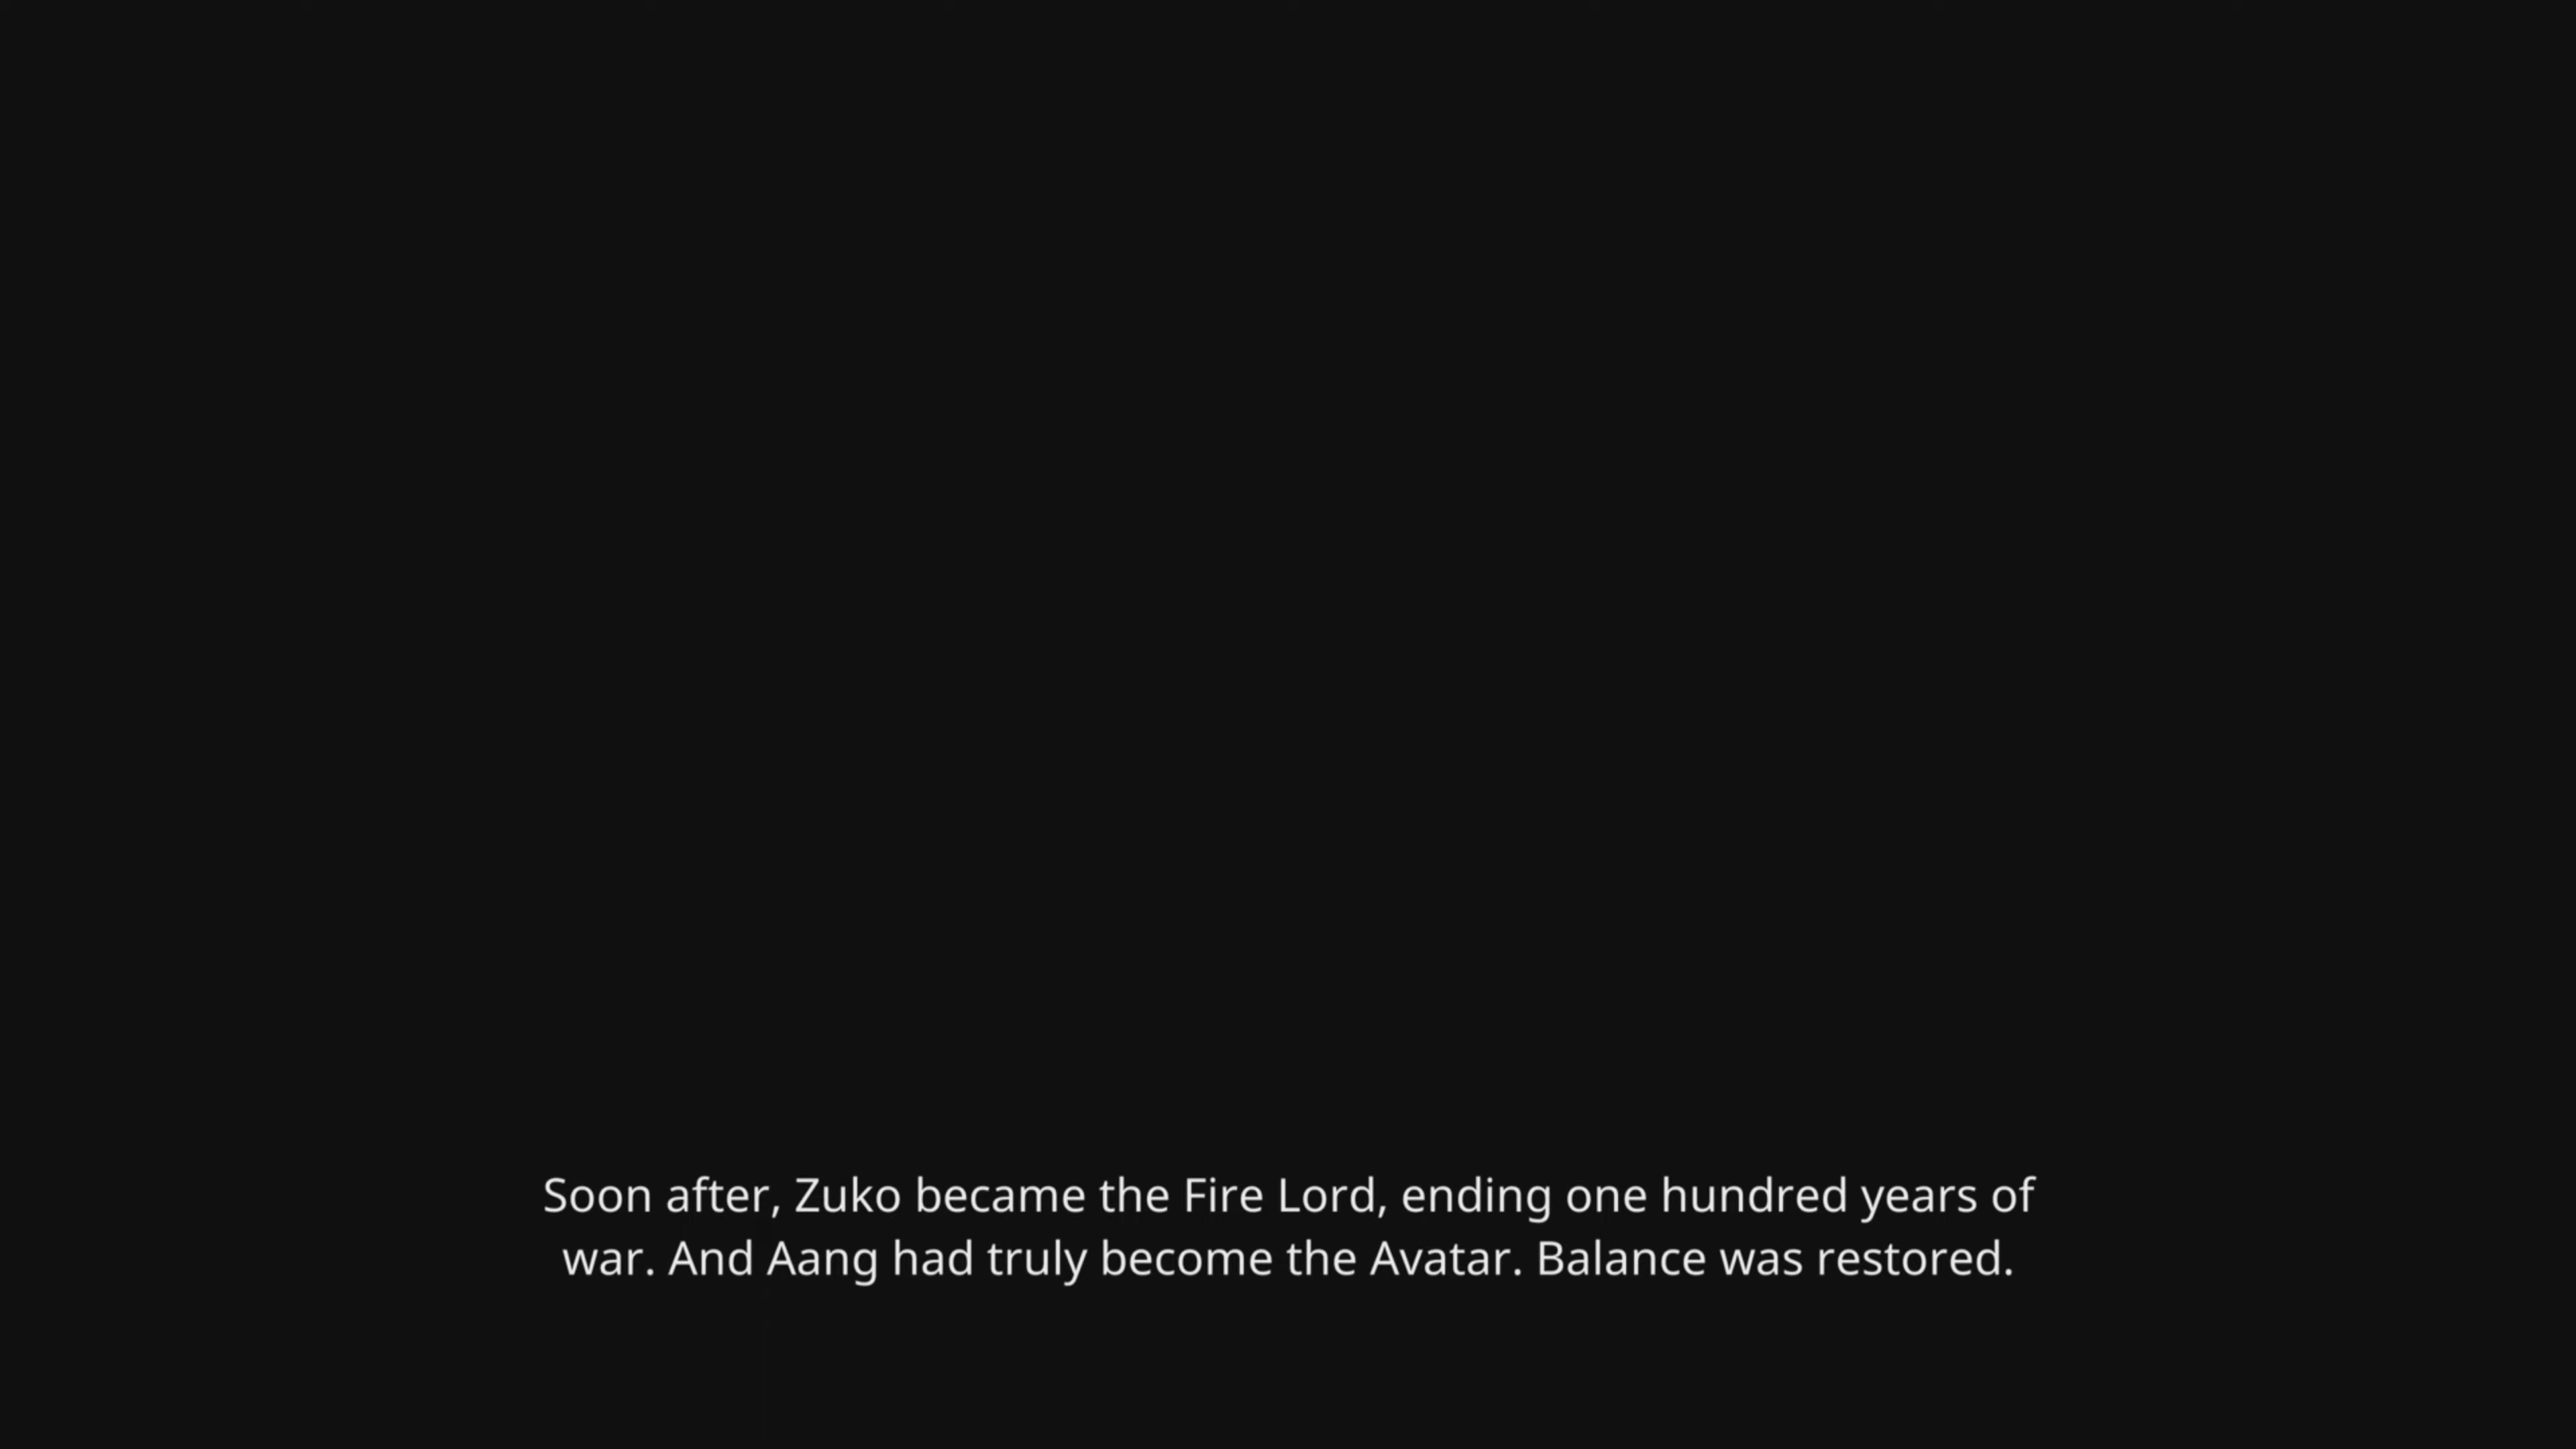 Soon after, Zuko became the Fire Lord, ending one hundred years of
war. And Aang had truly become the Avatar. Balance was restored.